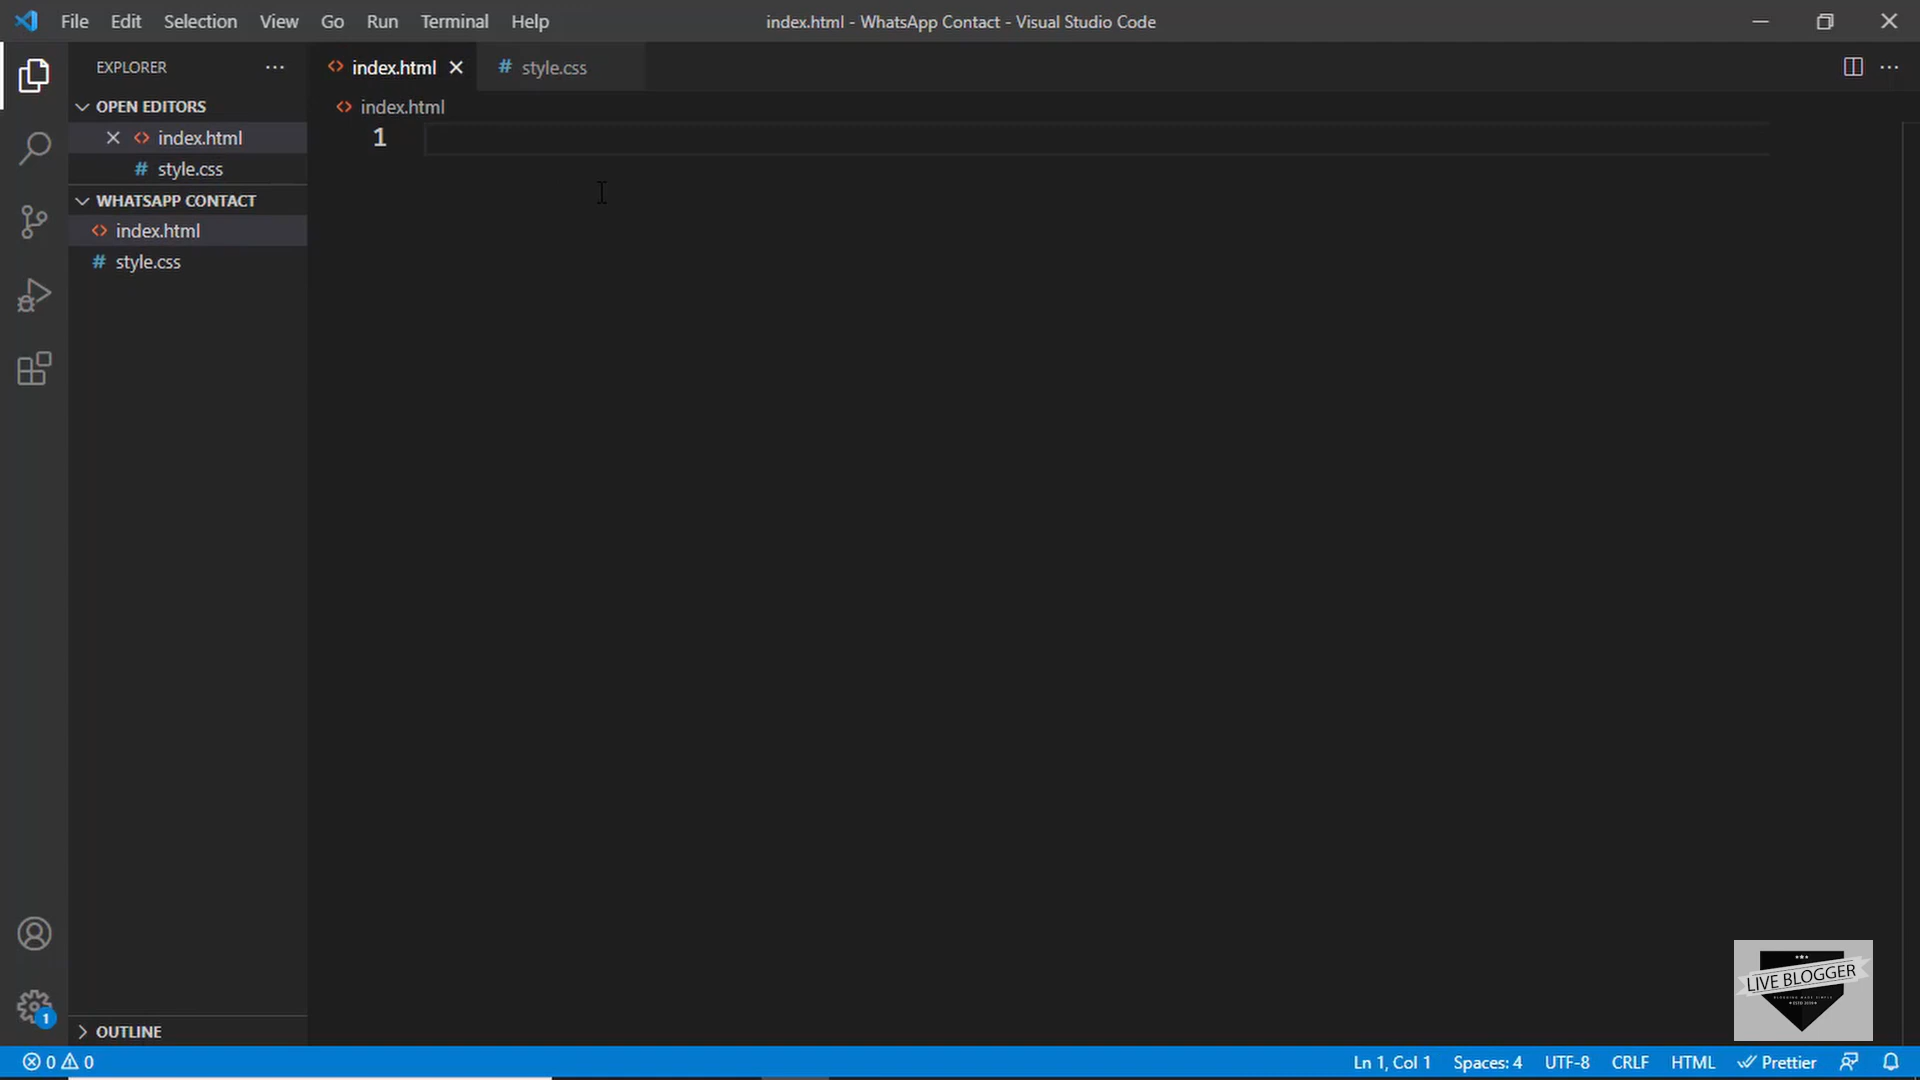 File Edit Selection View Go Run Terminal Help
index.html - WhatsApp Contact - Visual Studio Code
EXPLORER
OPEN EDITORS
index.html
style.css
WHATSAPP CONTACT
index.html
style.css
OUTLINE
index.html
style.css
index.html
1
LIVE BLOGGER
1
0 0
Ln 1, Col 1 Spaces: 4 UTF-8 CRLF HTML Prettier